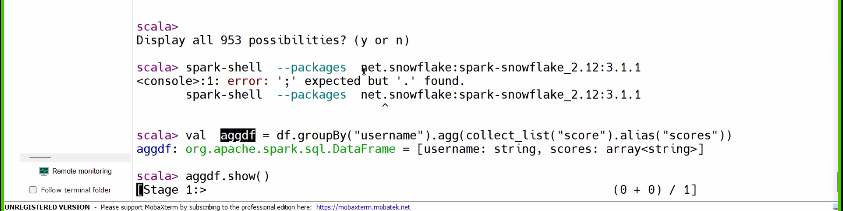 scala>
Display all 953 possibilities? (y or n)
scala> spark-shell  --packages  net.snowflake:spark-snowflake_2.12:3.1.1
<console>:1: error: ';' expected but '.' found.
       spark-shell  --packages  net.snowflake:spark-snowflake_2.12:3.1.1
                                   ^
scala> val  aggdf = df.groupBy("username").agg(collect_list("score").alias("scores"))
aggdf: org.apache.spark.sql.DataFrame = [username: string, scores: array<string>]
scala> aggdf.show()
[Stage 1:>                                                          (0 + 0) / 1]
Remote monitoring
Follow terminal folder
UNREGISTERED VERSION  -  Please support MobaXterm by subscribing to the professional edition here:  https://mobaxterm.mobatek.net